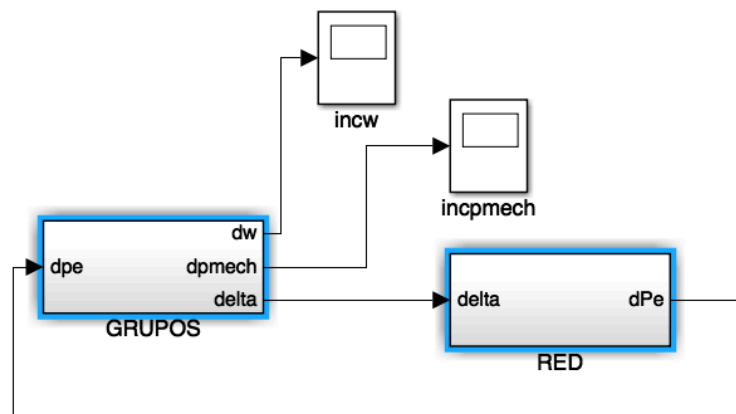 incw
incpmech
dw
dpe
dpmech
delta
GRUPOS
delta
dPe
RED